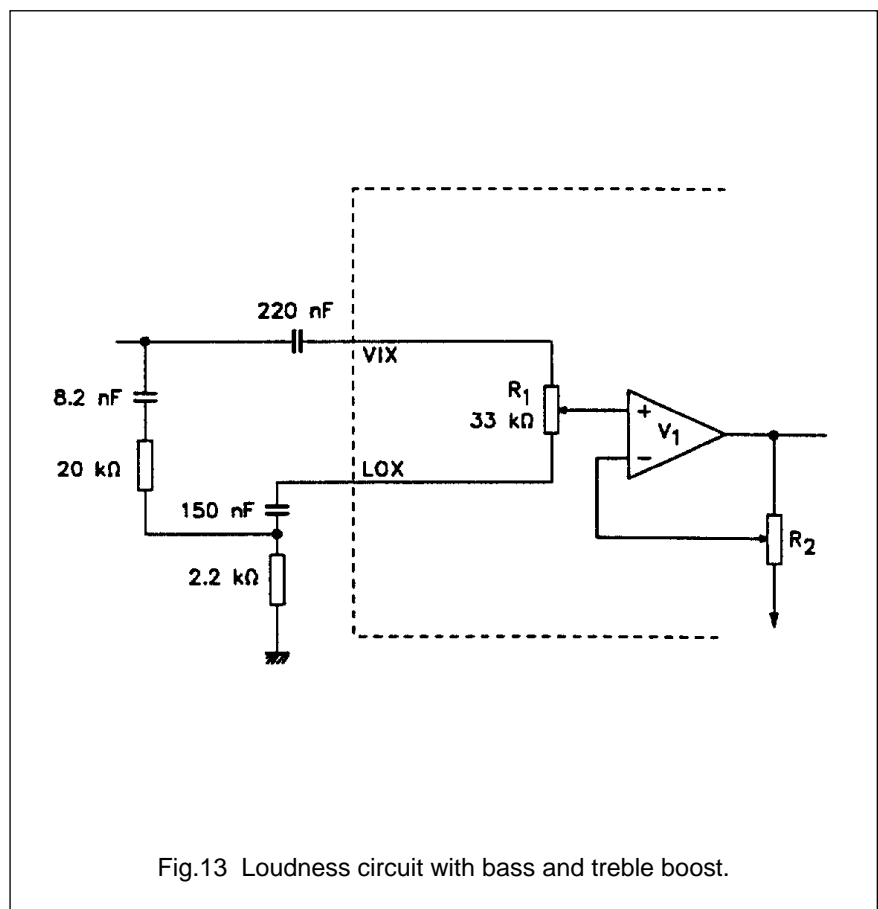 220 nF
VIX
8.2 nF
R1
33 kΩ
+
V1
−
20 kΩ
LOX
150 nF
R2
2.2 kΩ
Fig.13 Loudness circuit with bass and treble boost.